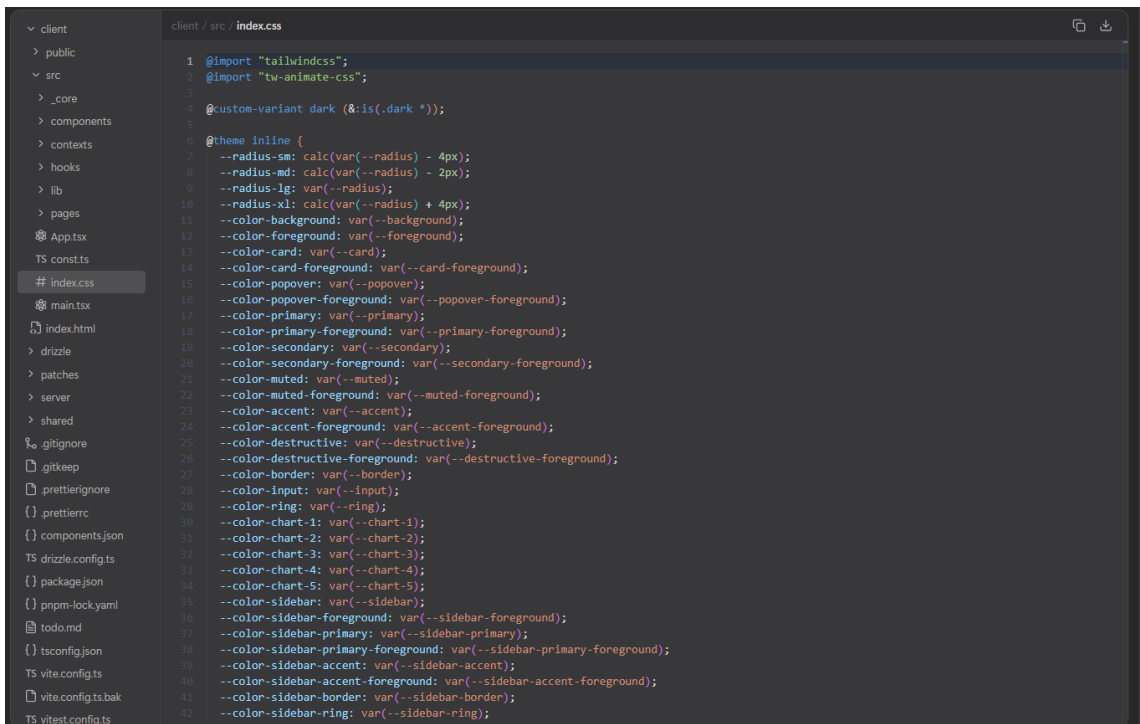 client
public
src
_core
components
contexts
hooks
lib
pages
App.tsx
TS const.ts
# index.css
main.tsx
index.html
drizzle
patches
server
shared
.gitignore
.gitkeep
.prettierignore
{} .prettierrc
{} components.json
TS drizzle.config.ts
{} package.json
{} pnpm-lock.yaml
todo.md
{} tsconfig.json
TS vite.config.ts
vite.config.ts.bak
TS vitest.config.ts
client / src / index.css
1 @import "tailwindcss";
2 @import "tw-animate-css";
3
4 @custom-variant dark (&:is(.dark *));
5
6 @theme inline {
7 --radius-sm: calc(var(--radius) - 4px);
8 --radius-md: calc(var(--radius) - 2px);
9 --radius-lg: var(--radius);
10 --radius-xl: calc(var(--radius) + 4px);
11 --color-background: var(--background);
12 --color-foreground: var(--foreground);
13 --color-card: var(--card);
14 --color-card-foreground: var(--card-foreground);
15 --color-popover: var(--popover);
16 --color-popover-foreground: var(--popover-foreground);
17 --color-primary: var(--primary);
18 --color-primary-foreground: var(--primary-foreground);
19 --color-secondary: var(--secondary);
20 --color-secondary-foreground: var(--secondary-foreground);
21 --color-muted: var(--muted);
22 --color-muted-foreground: var(--muted-foreground);
23 --color-accent: var(--accent);
24 --color-accent-foreground: var(--accent-foreground);
25 --color-destructive: var(--destructive);
26 --color-destructive-foreground: var(--destructive-foreground);
27 --color-border: var(--border);
28 --color-input: var(--input);
29 --color-ring: var(--ring);
30 --color-chart-1: var(--chart-1);
31 --color-chart-2: var(--chart-2);
32 --color-chart-3: var(--chart-3);
33 --color-chart-4: var(--chart-4);
34 --color-chart-5: var(--chart-5);
35 --color-sidebar: var(--sidebar);
36 --color-sidebar-foreground: var(--sidebar-foreground);
37 --color-sidebar-primary: var(--sidebar-primary);
38 --color-sidebar-primary-foreground: var(--sidebar-primary-foreground);
39 --color-sidebar-accent: var(--sidebar-accent);
40 --color-sidebar-accent-foreground: var(--sidebar-accent-foreground);
41 --color-sidebar-border: var(--sidebar-border);
42 --color-sidebar-ring: var(--sidebar-ring);